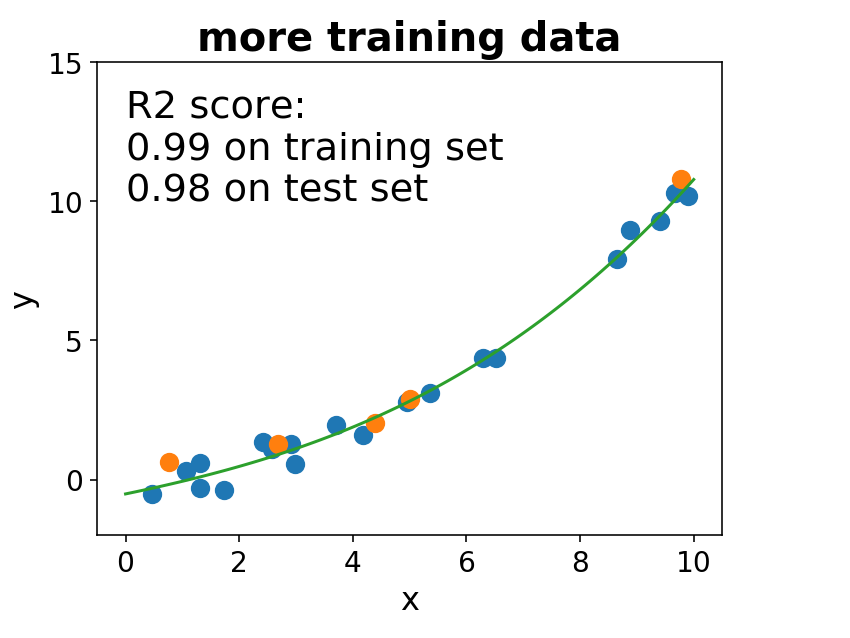 more training data
R2 score:
0.99 on training set
0.98 on test set
15
10
5
0
y
0 2 4 6 8 10
x